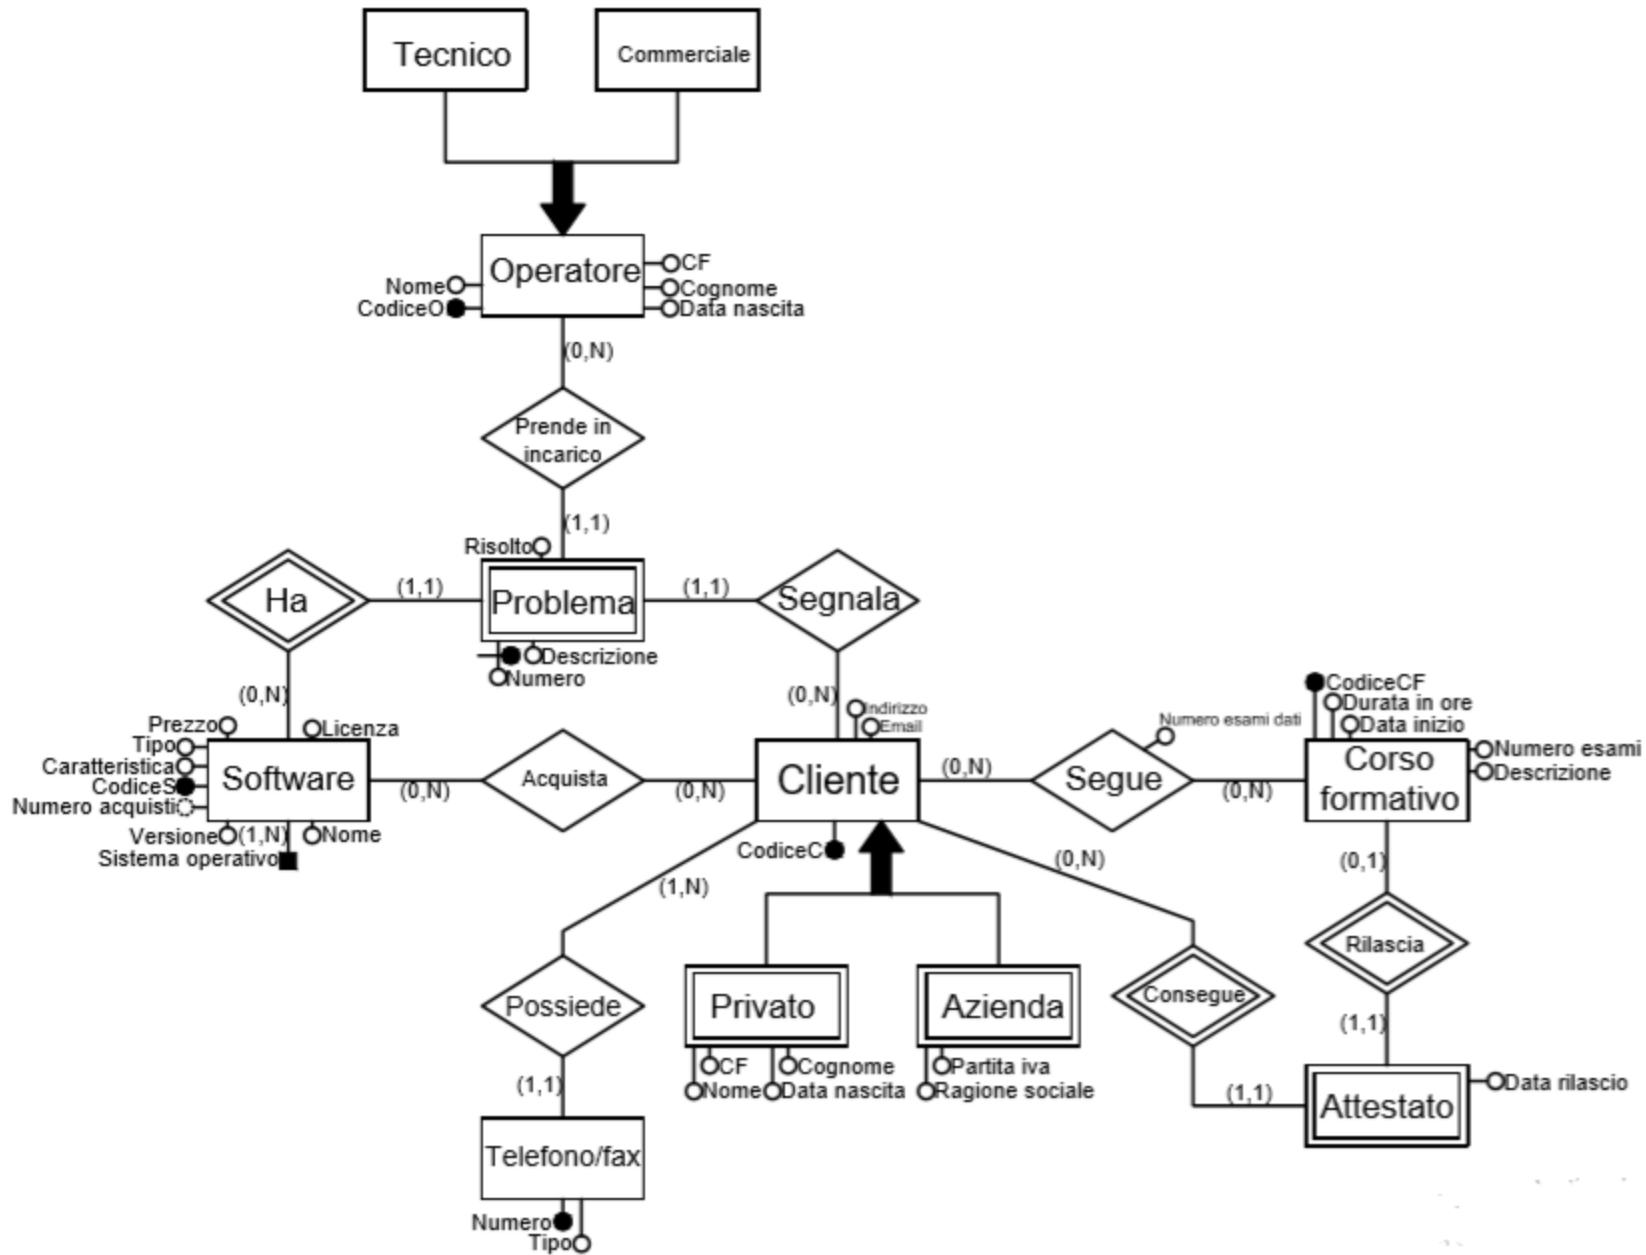 Tecnico
Commerciale
Operatore
Nome
CodiceO
CF
Cognome
Data nascita
(0,N)
Prende in
incarico
(1,1)
Risolto
Ha
(1,1)
Problema
(1,1)
Segnala
Descrizione
Numero
(0,N)
(0,N)
Prezzo
Licenza
Tipo
Caratteristica
CodiceS
Numero acquisti
Versione
(1,N)
Nome
Sistema operativo
Software
(0,N)
Acquista
(0,N)
Indirizzo
Email
Cliente
CodiceC
(0,N)
Numero esami dati
Segue
(0,N)
CodiceCF
Durata in ore
Data inizio
Corso
formativo
Numero esami
Descrizione
(1,N)
(0,N)
(0,1)
Possiede
Privato
Azienda
Consegue
Rilascia
CF
Cognome
Nome
Data nascita
Partita iva
Ragione sociale
(1,1)
(1,1)
(1,1)
Telefono/fax
Numero
Tipo
Attestato
Data rilascio